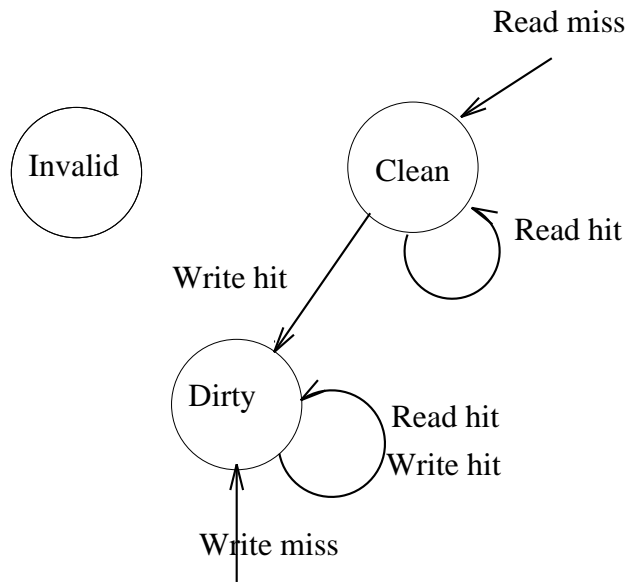 Read miss
Invalid
Clean
Read hit
Write hit
Dirty
Read hit
Write hit
Write miss